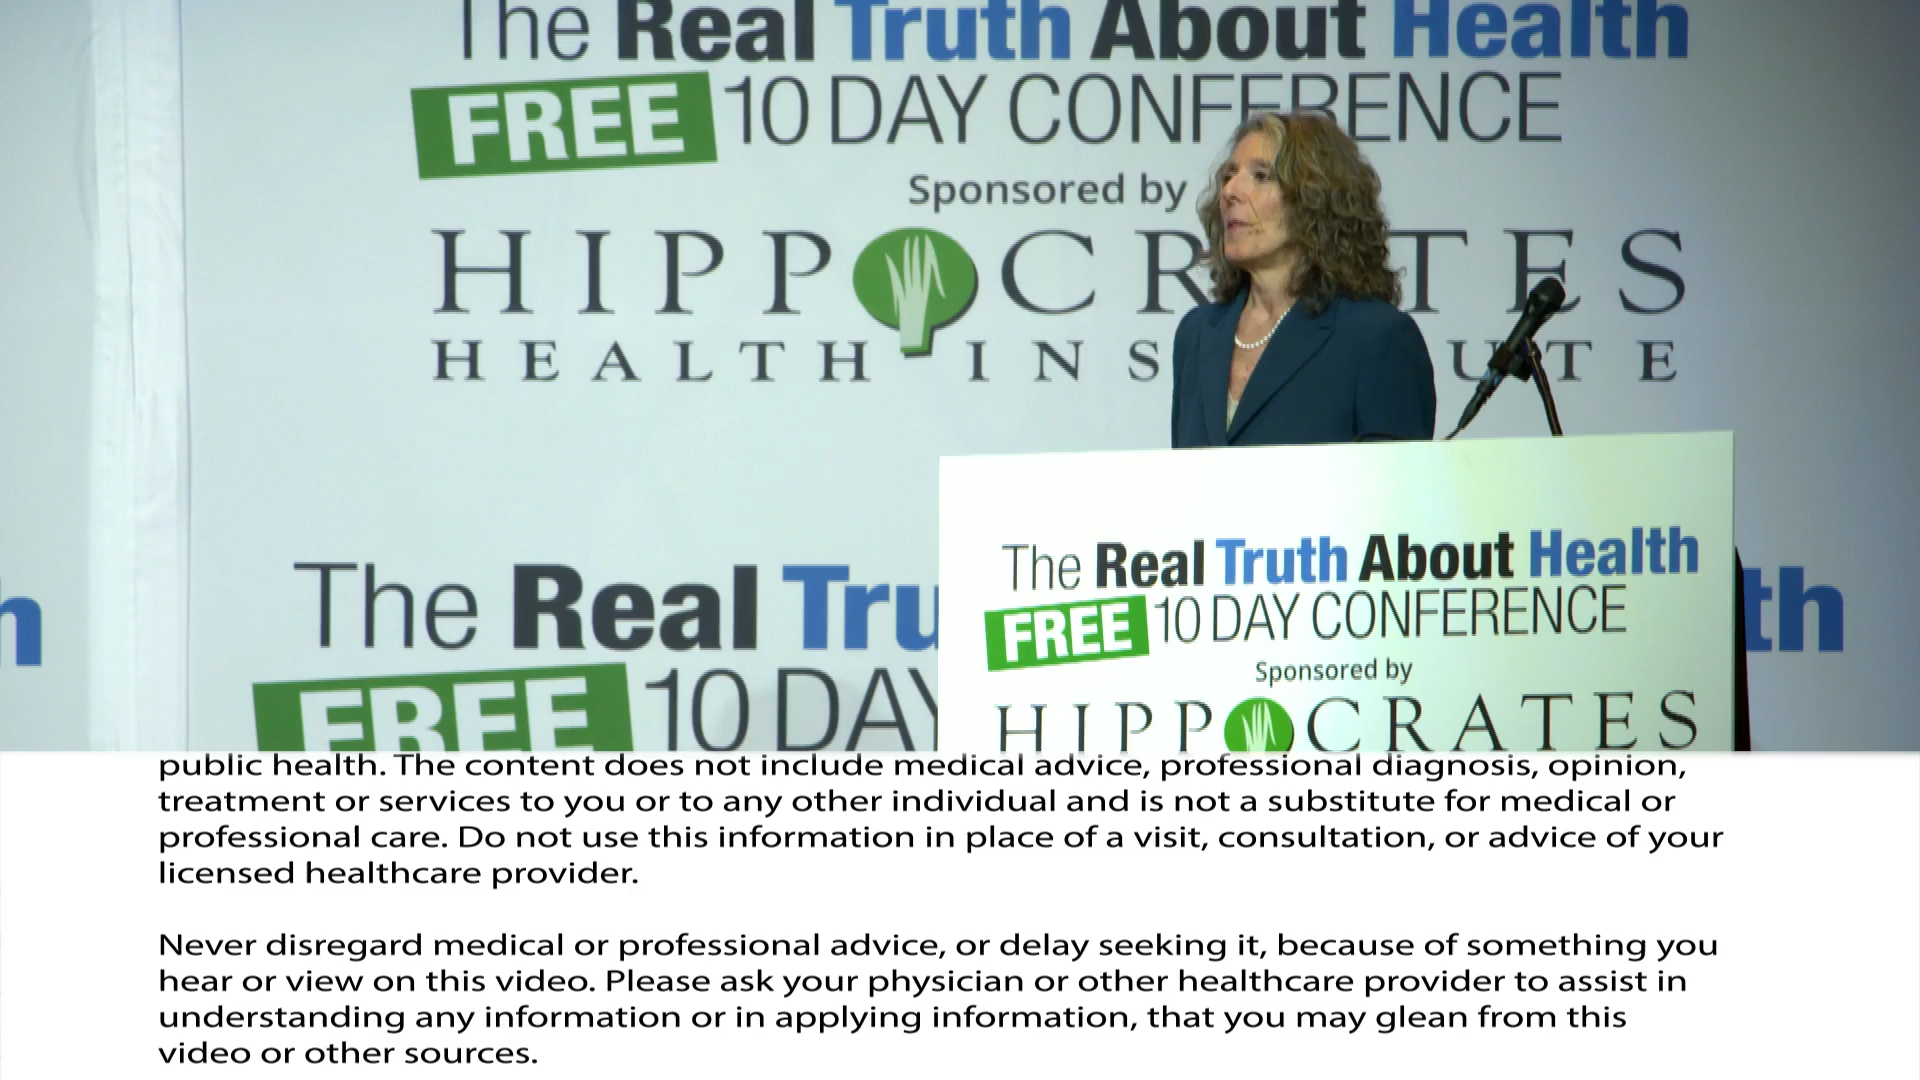 The Real Truth About Health
FREE 10 DAY CONFERENCE
Sponsored by
HIPPOCRATES
HEALTH INS UTE
h
The Real Tru
th
FREE 10 DAY
The Real Truth About Health
FREE 10 DAY CONFERENCE
Sponsored by
HIPPOCRATES
public health. The content does not include medical advice, professional diagnosis, opinion,
treatment or services to you or to any other individual and is not a substitute for medical or
professional care. Do not use this information in place of a visit, consultation, or advice of your
licensed healthcare provider.
Never disregard medical or professional advice, or delay seeking it, because of something you
hear or view on this video. Please ask your physician or other healthcare provider to assist in
understanding any information or in applying information, that you may glean from this
video or other sources.